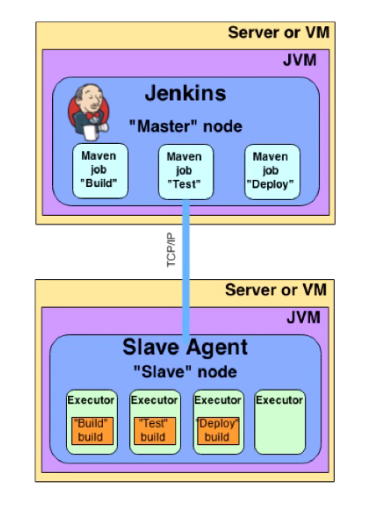 Server or VM
JVM
Jenkins
"Master" node
Maven
job
"Build"
Maven
job
"Test"
Maven
job
"Deploy"
TCP/IP
Server or VM
JVM
Slave Agent
"Slave" node
Executor
"Build"
build
Executor
"Test"
build
Executor
"Deploy"
build
Executor